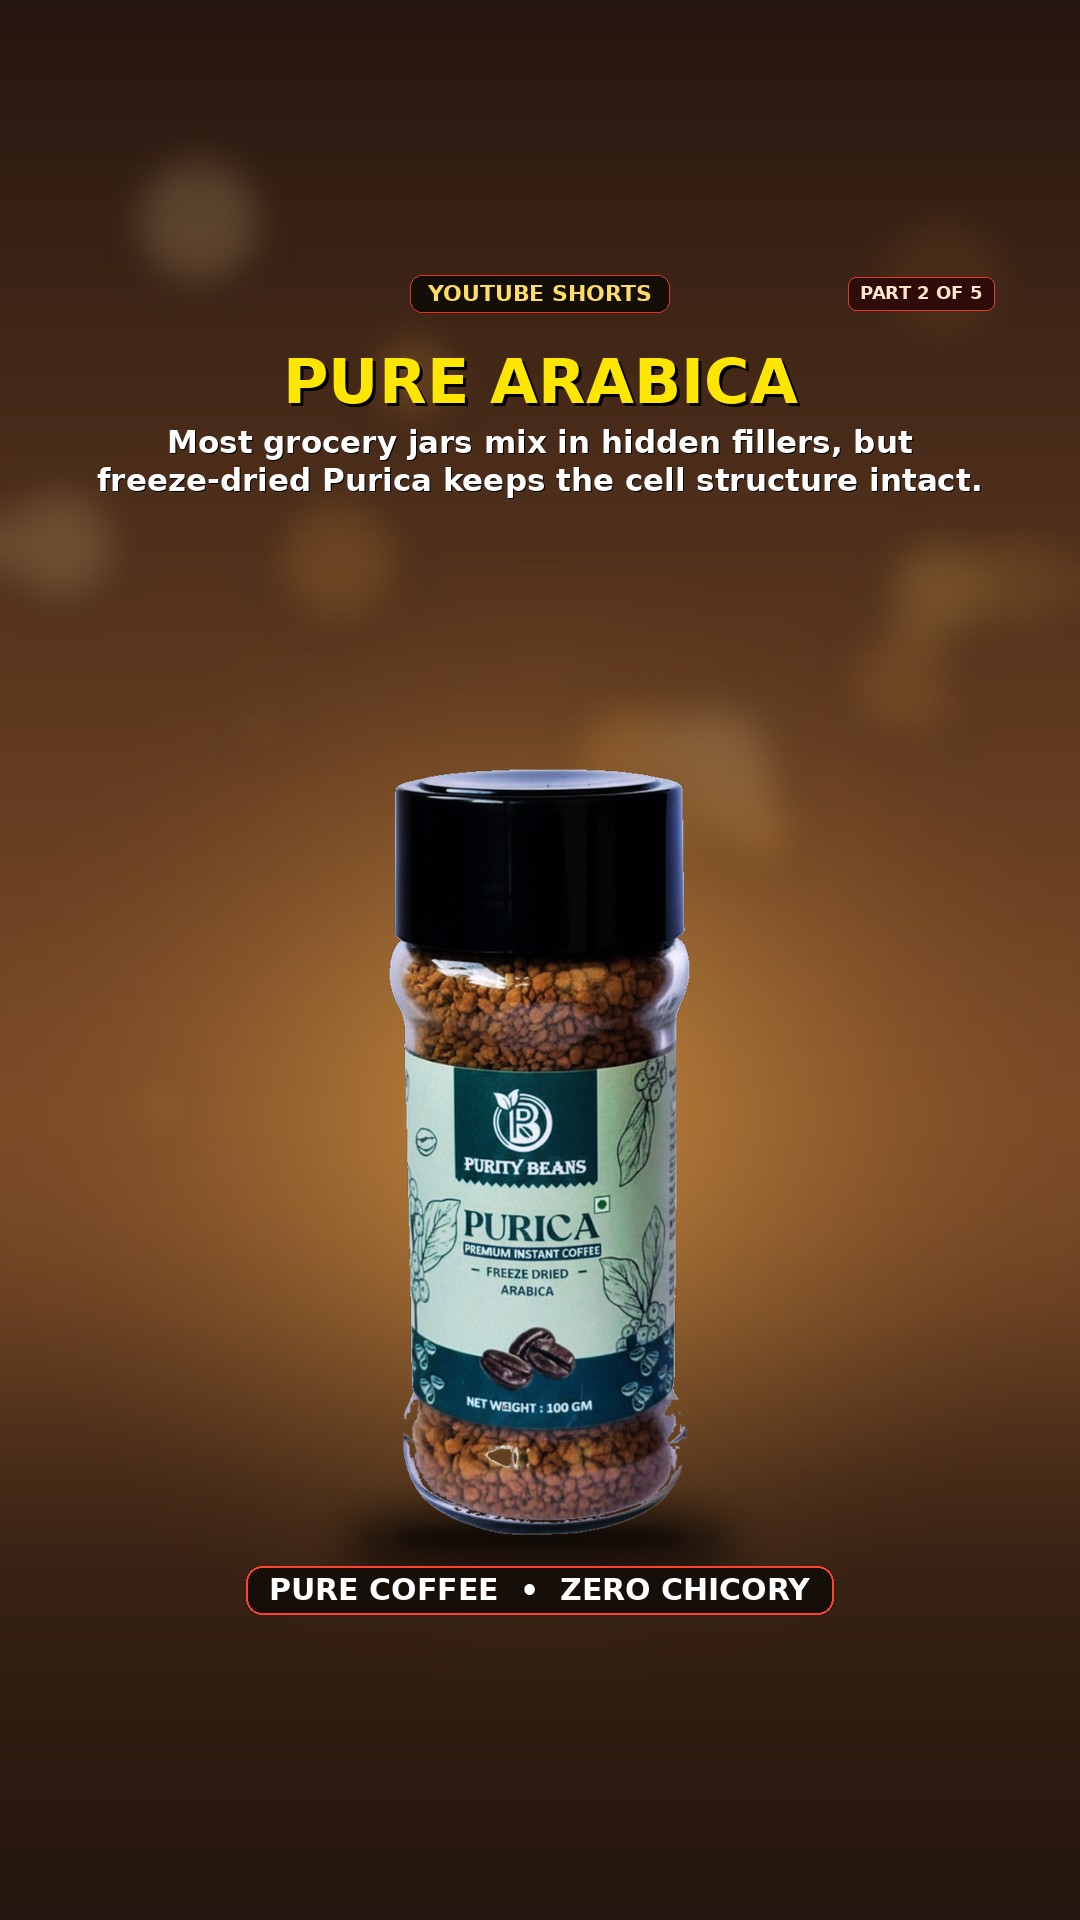 YOUTUBE SHORTS
PART 2 OF 5
PURE ARABICA
Most grocery jars mix in hidden fillers, but
freeze-dried Purica keeps the cell structure intact.
PURITY BEANS
PURICA
PREMIUM INSTANT COFFEE
– FREEZE DRIED –
ARABICA
NET WEIGHT : 100 GM
PURE COFFEE • ZERO CHICORY